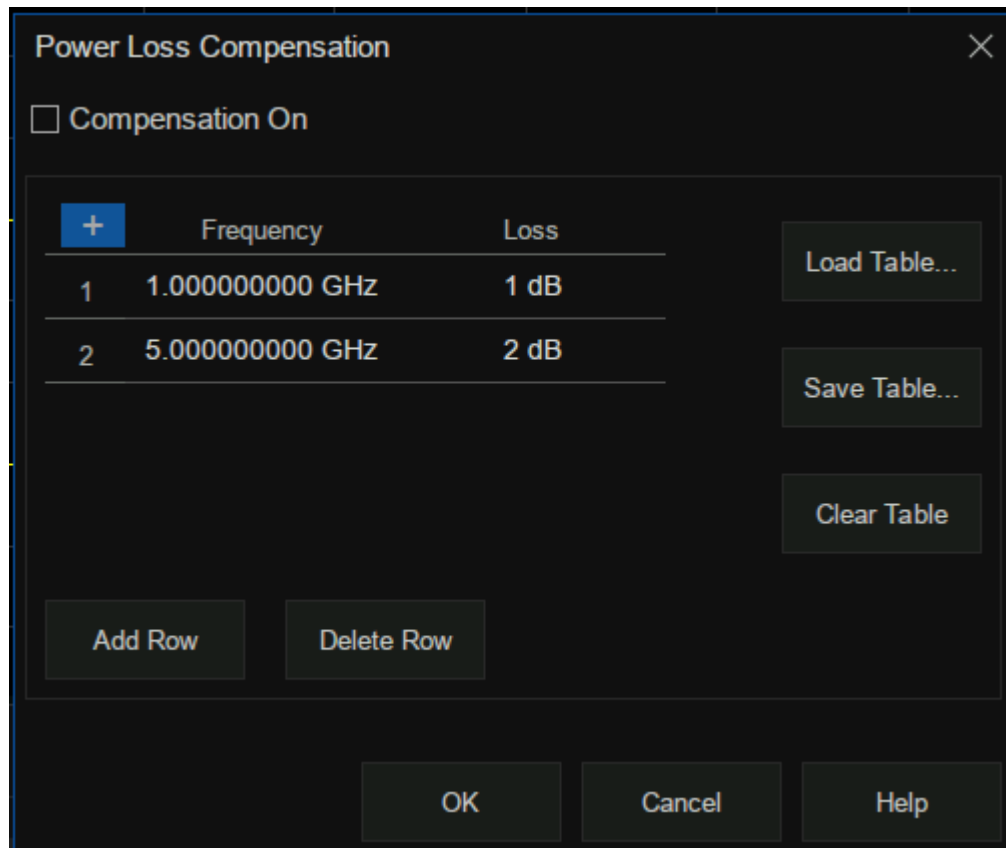 Power Loss Compensation
Compensation On
+ Frequency Loss
1 1.000000000 GHz 1 dB
2 5.000000000 GHz 2 dB
Load Table...
Save Table...
Clear Table
Add Row Delete Row
OK Cancel Help